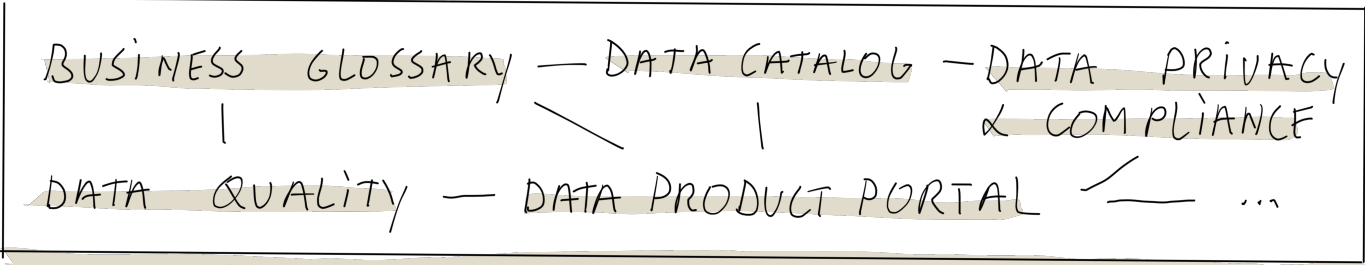 BUSINESS GLOSSARY — DATA CATALOG — DATA PRIVACY
& COMPLIANCE
DATA QUALITY — DATA PRODUCT PORTAL — ...